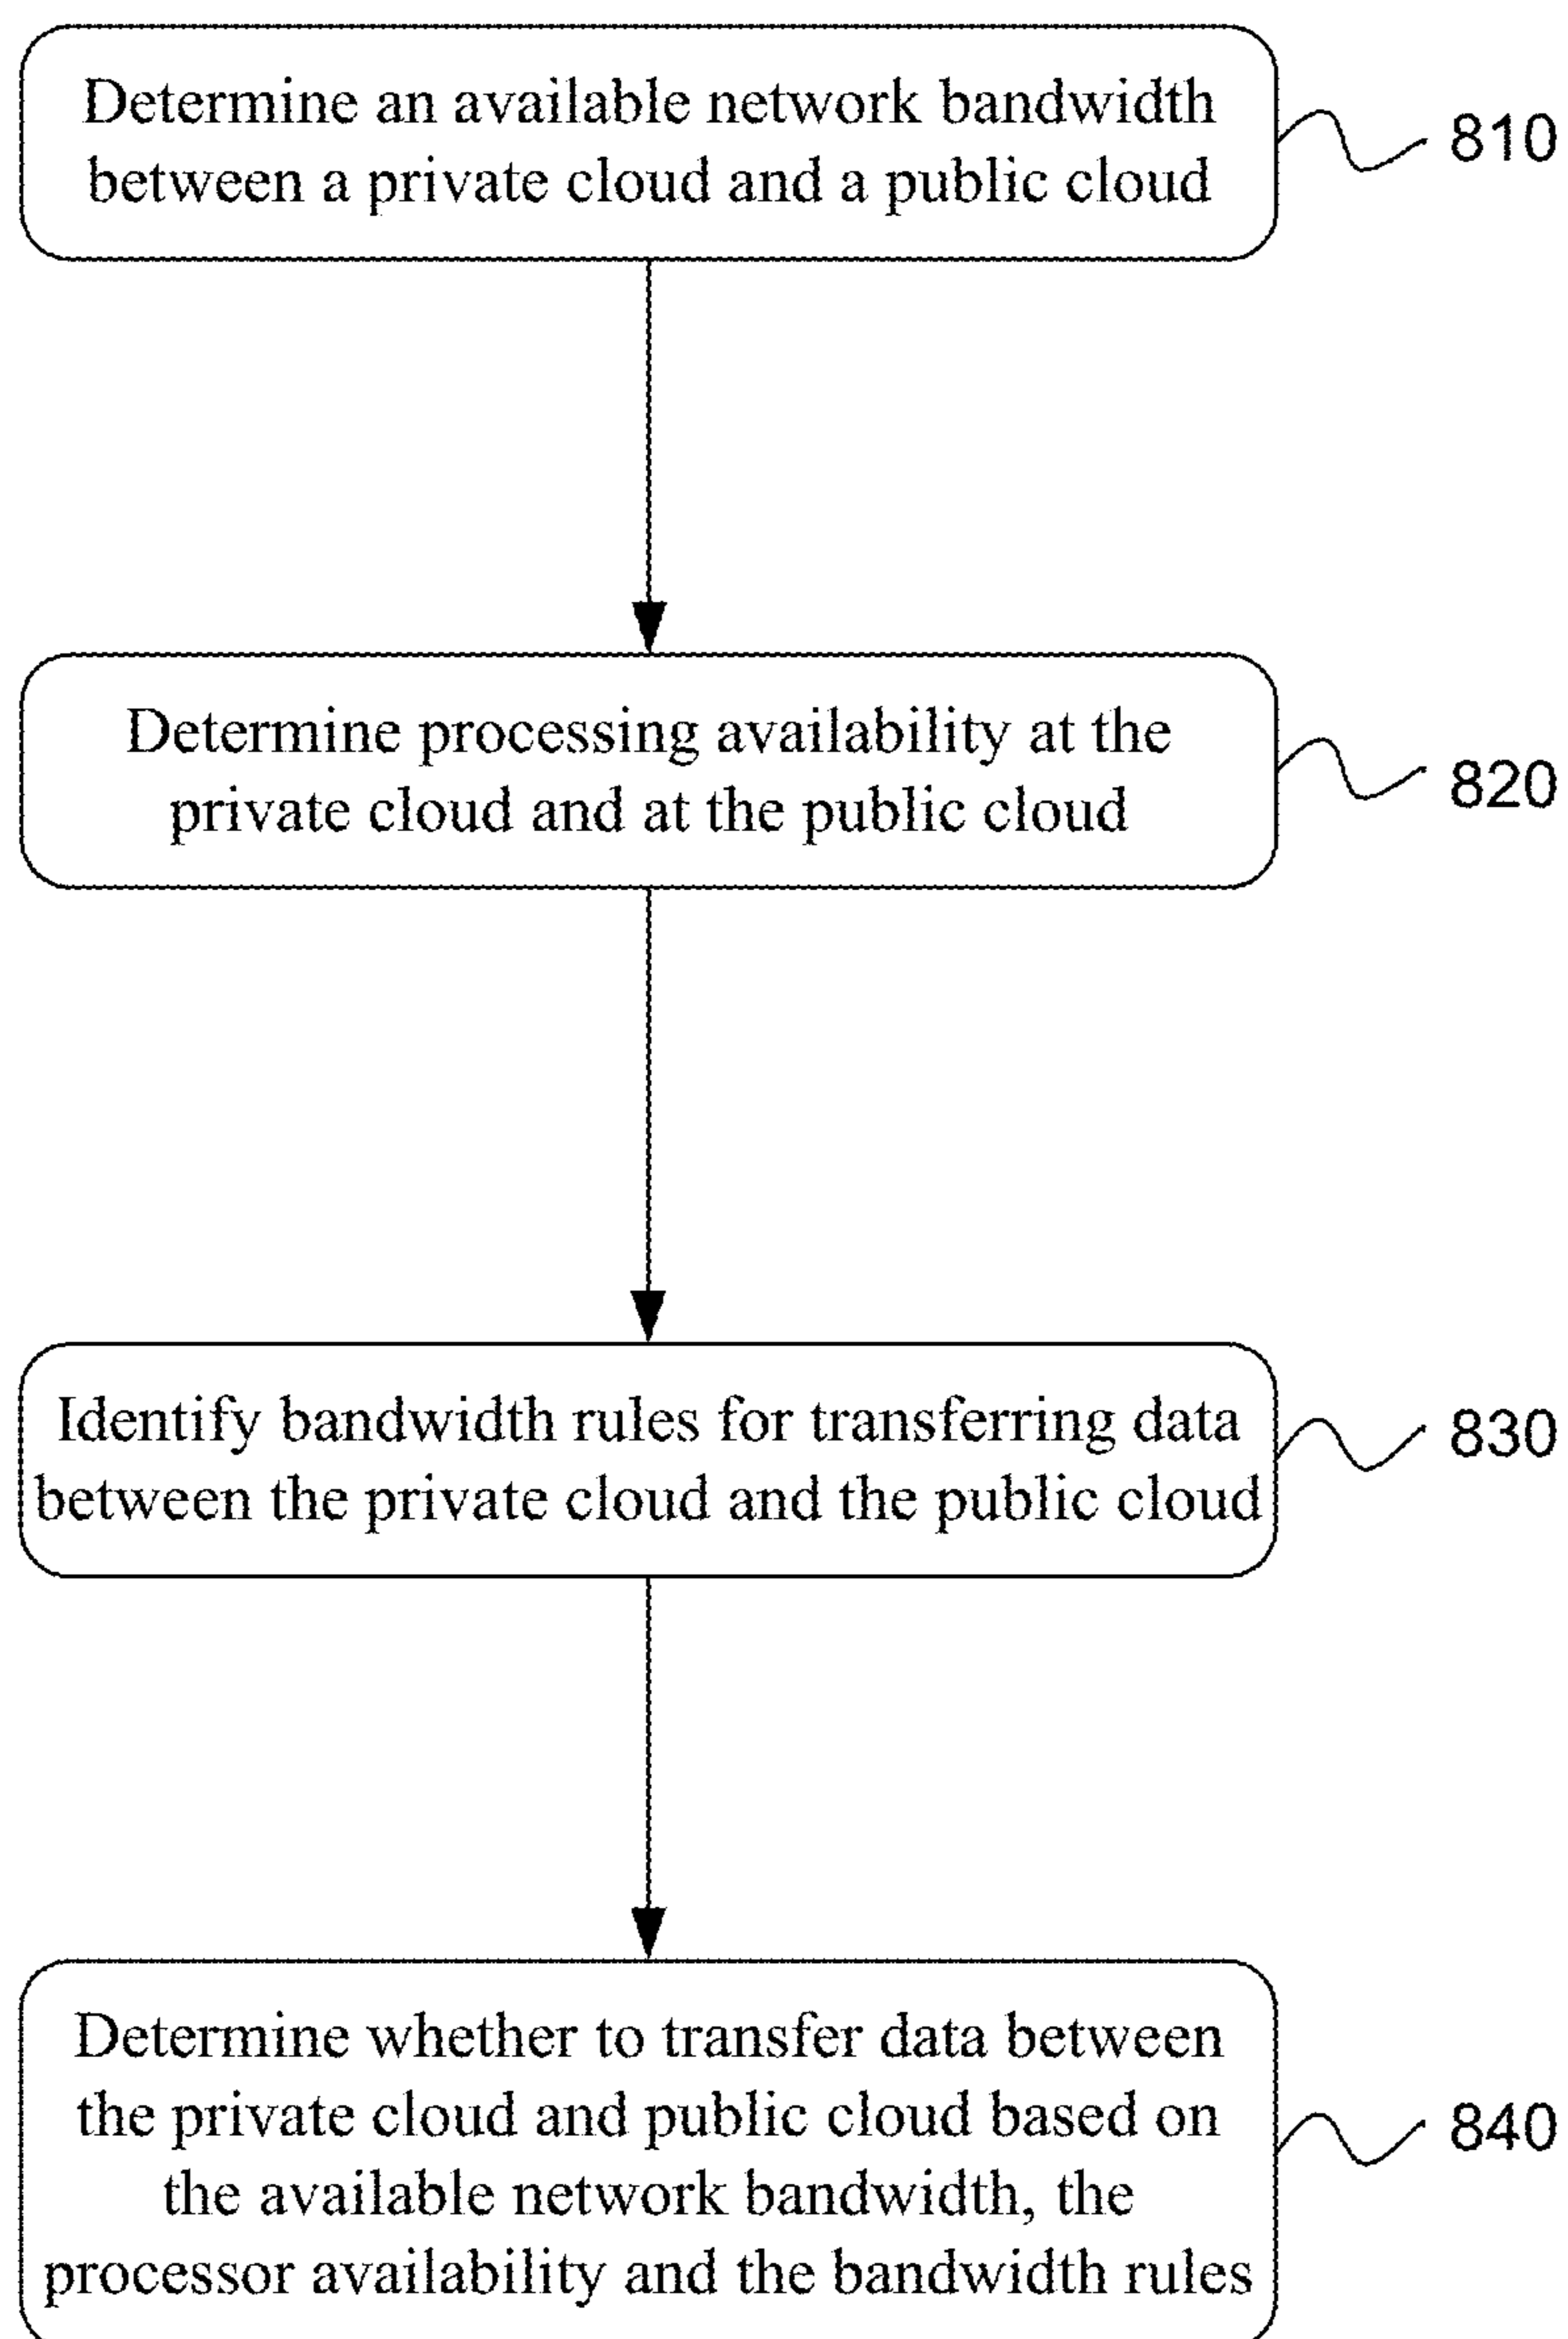 Determine an available network bandwidth
between a private cloud and a public cloud
810
Determine processing availability at the
private cloud and at the public cloud
820
Identify bandwidth rules for transferring data
between the private cloud and the public cloud
830
Determine whether to transfer data between
the private cloud and public cloud based on
the available network bandwidth, the
processor availability and the bandwidth rules
840